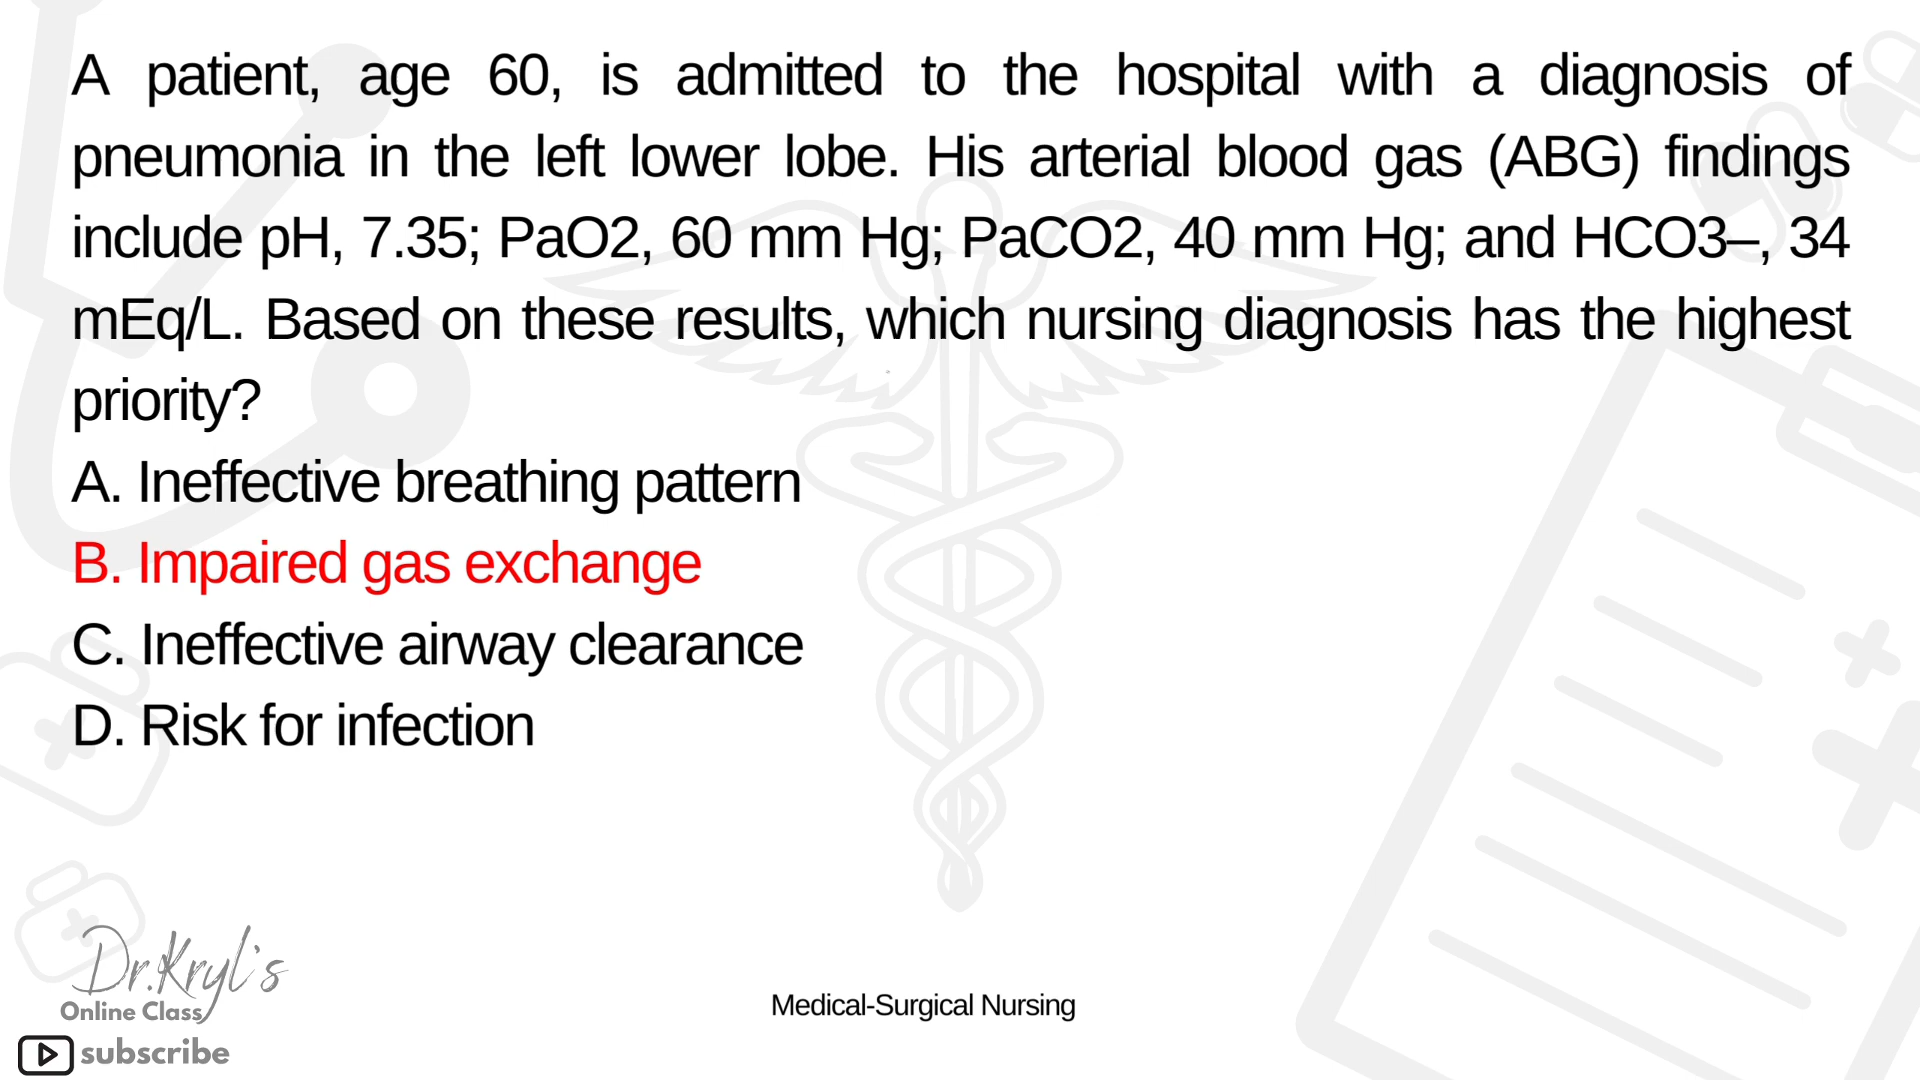 A patient, age 60, is admitted to the hospital with a diagnosis of
pneumonia in the left lower lobe. His arterial blood gas (ABG) findings
include pH, 7.35; PaO2, 60 mm Hg; PaCO2, 40 mm Hg; and HCO3–, 34
mEq/L. Based on these results, which nursing diagnosis has the highest
priority?
A. Ineffective breathing pattern
B. Impaired gas exchange
C. Ineffective airway clearance
D. Risk for infection
Dr.Kryl's
Online Class
subscribe
Medical-Surgical Nursing